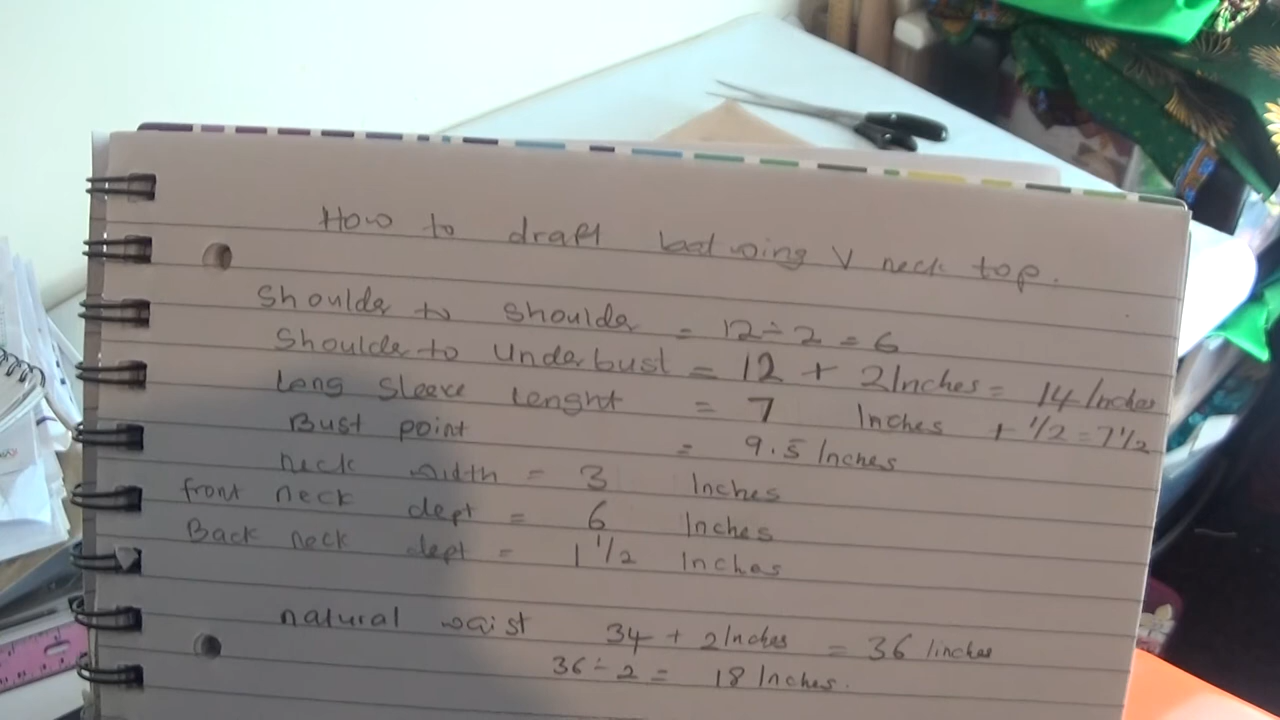 How to draft batwing V neck top.
Shoulder to shoulder = 12 ÷ 2 = 6
Shoulder to Underbust = 12 + 2 Inches = 14 Inches
Long sleeve lenght = 7 Inches + 1/2 = 7 1/2
Bust point = 9.5 Inches
neck width = 3 Inches
front neck dept = 6 Inches
Back neck dept = 1 1/2 Inches
natural waist 34 + 2 Inches = 36 Iinches
36 ÷ 2 = 18 Inches.